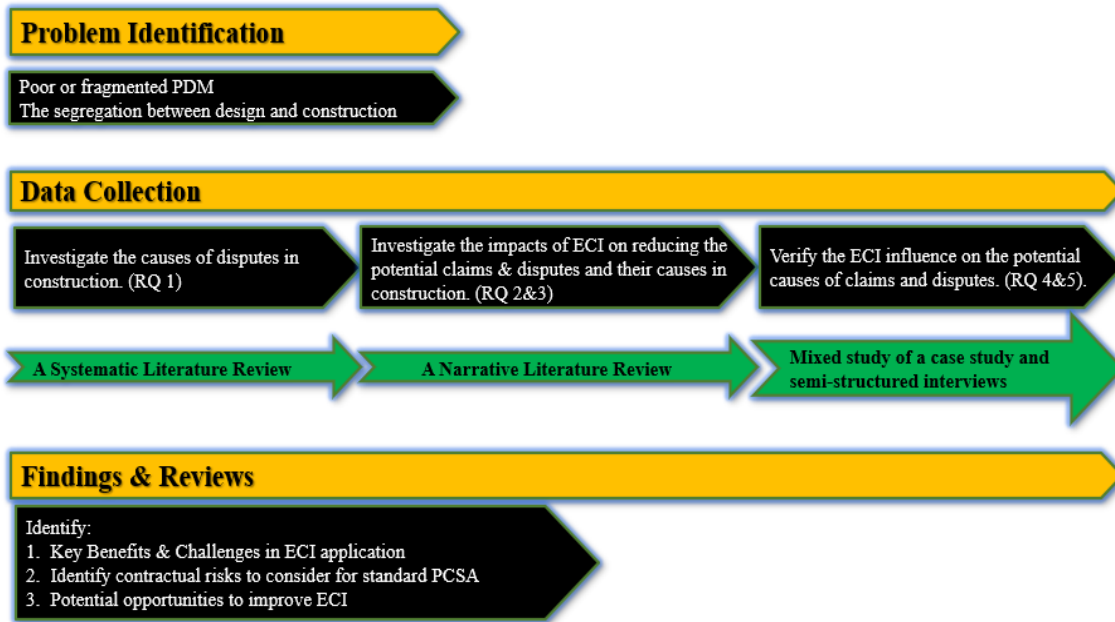 Problem Identification
Poor or fragmented PDM
The segregation between design and construction
Data Collection
Investigate the causes of disputes in
construction. (RQ 1)
Investigate the impacts of ECI on reducing the
potential claims & disputes and their causes in
construction. (RQ 2&3)
Verify the ECI influence on the potential
causes of claims and disputes. (RQ 4&5).
A Systematic Literature Review
A Narrative Literature Review
Mixed study of a case study and
semi-structured interviews
Findings & Reviews
Identify:
1. Key Benefits & Challenges in ECI application
2. Identify contractual risks to consider for standard PCSA
3. Potential opportunities to improve ECI